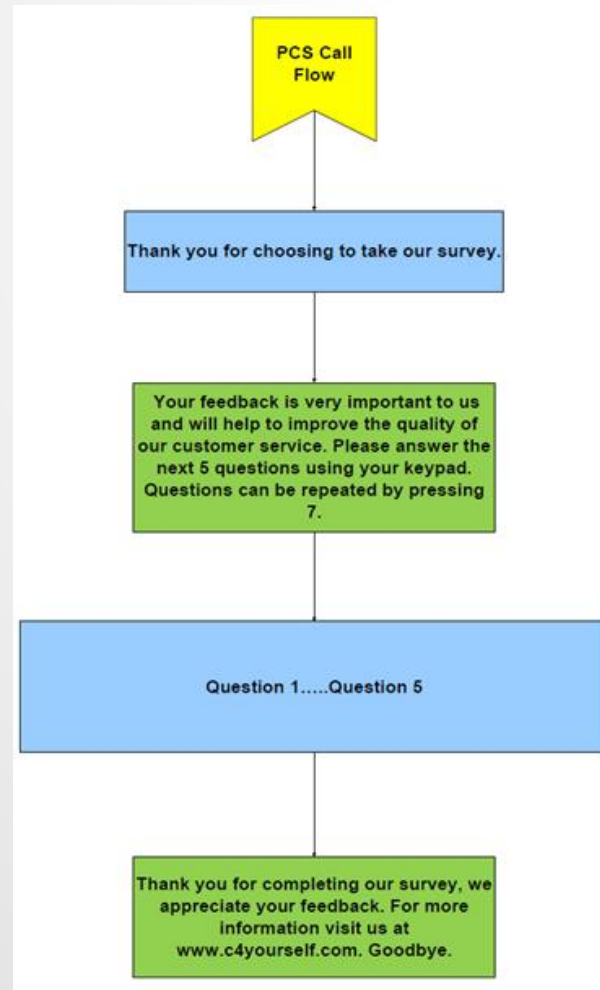 PCS Call
Flow
Thank you for choosing to take our survey.
Your feedback is very important to us
and will help to improve the quality of
our customer service. Please answer the
next 5 questions using your keypad.
Questions can be repeated by pressing
7.
Question 1.....Question 5
Thank you for completing our survey, we
appreciate your feedback. For more
information visit us at
www.c4yourself.com. Goodbye.